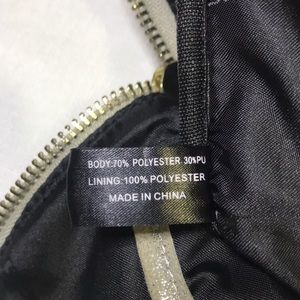 BODY:70% POLYESTER 30%PU
LINING:100% POLYESTER
MADE IN CHINA